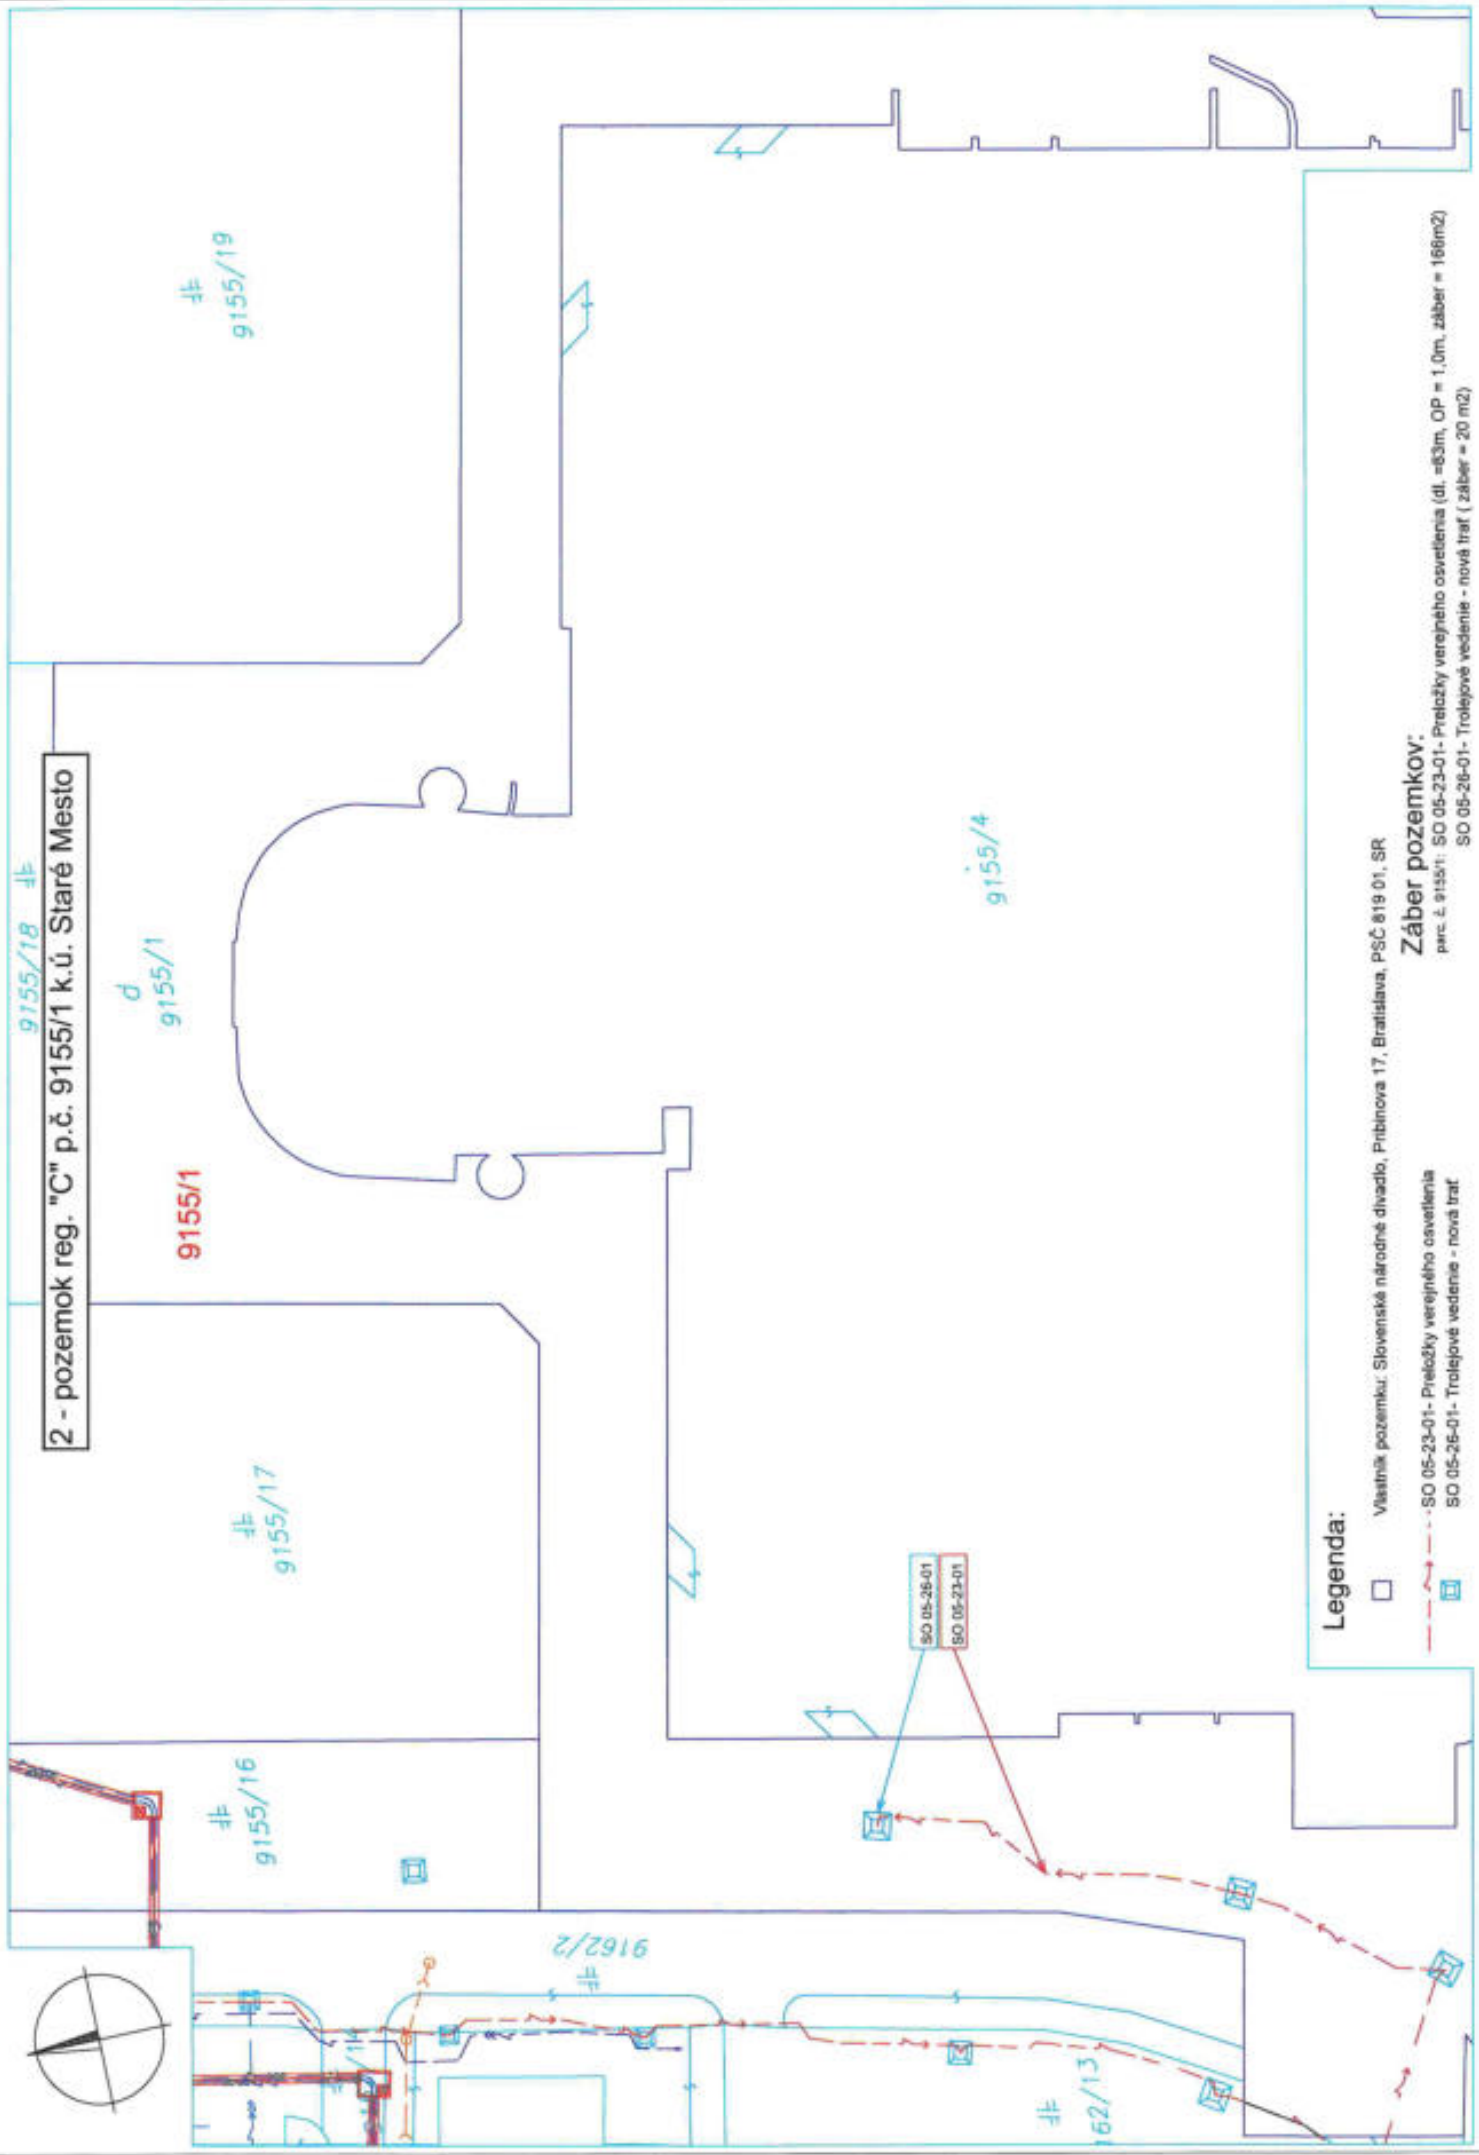 2 - pozemok reg. "C" p.č. 9155/1 k.ú. Staré Mesto
9155/18
9155/19
d
9155/1
9155/1
9155/17
9155/16
9162/2
162/13
9155/4
SO 05-26-01
SO 05-23-01
Legenda:
Vlastník pozemku: Slovenské národné divadlo, Pribinova 17, Bratislava, PSČ 819 01, SR
SO 05-23-01- Preložky verejného osvetlenia
SO 05-26-01- Trolejové vedenie - nová trať
Záber pozemkov:
parc. č. 9155/1: SO 05-23-01- Preložky verejného osvetlenia (dl. =83m, OP = 1,0m, záber = 166m2)
SO 05-26-01- Trolejové vedenie - nová trať ( záber = 20 m2)